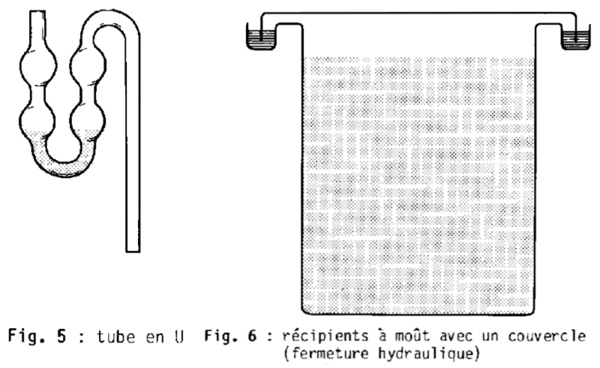 Fig. 5 : tube en U
Fig. 6 : récipients à moût avec un couvercle
(fermeture hydraulique)